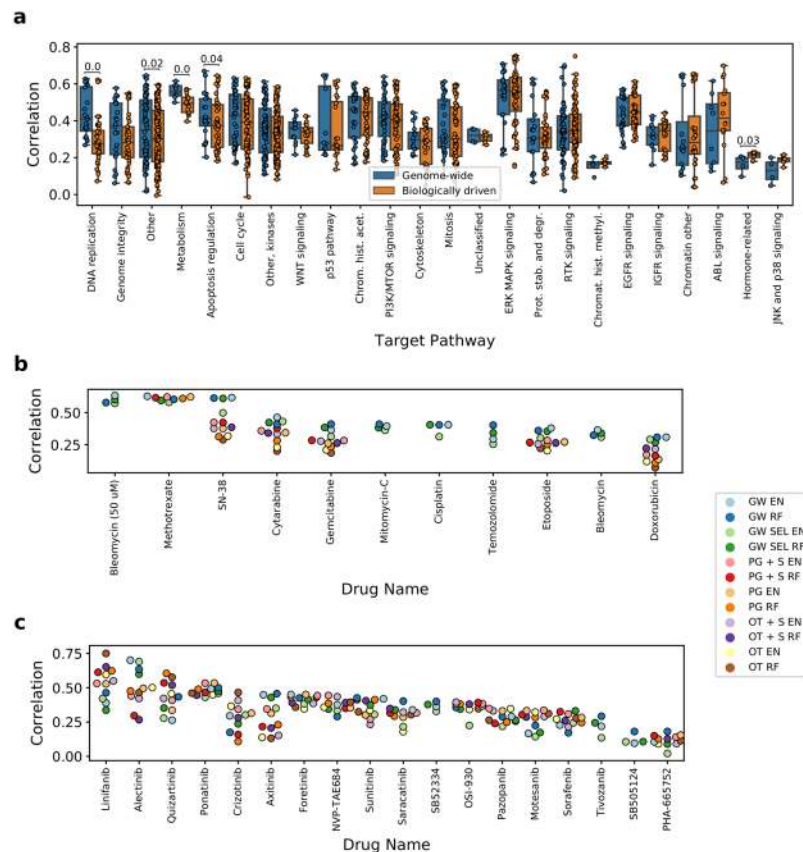 a
0.8
0.6
0.4
0.2
0.0
Correlation
0.0
0.02
0.0
0.04
0.03
Genome-wide
Biologically driven
DNA replication
Genome integrity
Other
Metabolism
Apoptosis regulation
Cell cycle
Other, kinases
WNT signaling
p53 pathway
Chrom. hist. acet.
PI3K/MTOR signaling
Cytoskeleton
Mitosis
Unclassified
ERK MAPK signaling
Prot. stab. and degr.
RTK signaling
Chromat. hist. methyl.
EGFR signaling
IGFR signaling
Chromatin other
ABL signaling
Hormone-related
JNK and p38 signaling
Target Pathway
b
0.50
0.25
Correlation
Bleomycin (50 uM)
Methotrexate
SN-38
Cytarabine
Gemcitabine
Mitomycin-C
Cisplatin
Temozolomide
Etoposide
Bleomycin
Doxorubicin
Drug Name
GW EN
GW RF
GW SEL EN
GW SEL RF
PG + S EN
PG + S RF
PG EN
PG RF
OT + S EN
OT + S RF
OT EN
OT RF
c
0.75
0.50
0.25
0.00
Correlation
Linifanib
Alectinib
Quizartinib
Ponatinib
Crizotinib
Axitinib
Foretinib
NVP-TAE684
Sunitinib
Saracatinib
SB52334
OSI-930
Pazopanib
Motesanib
Sorafenib
Tivozanib
SB505124
PHA-665752
Drug Name